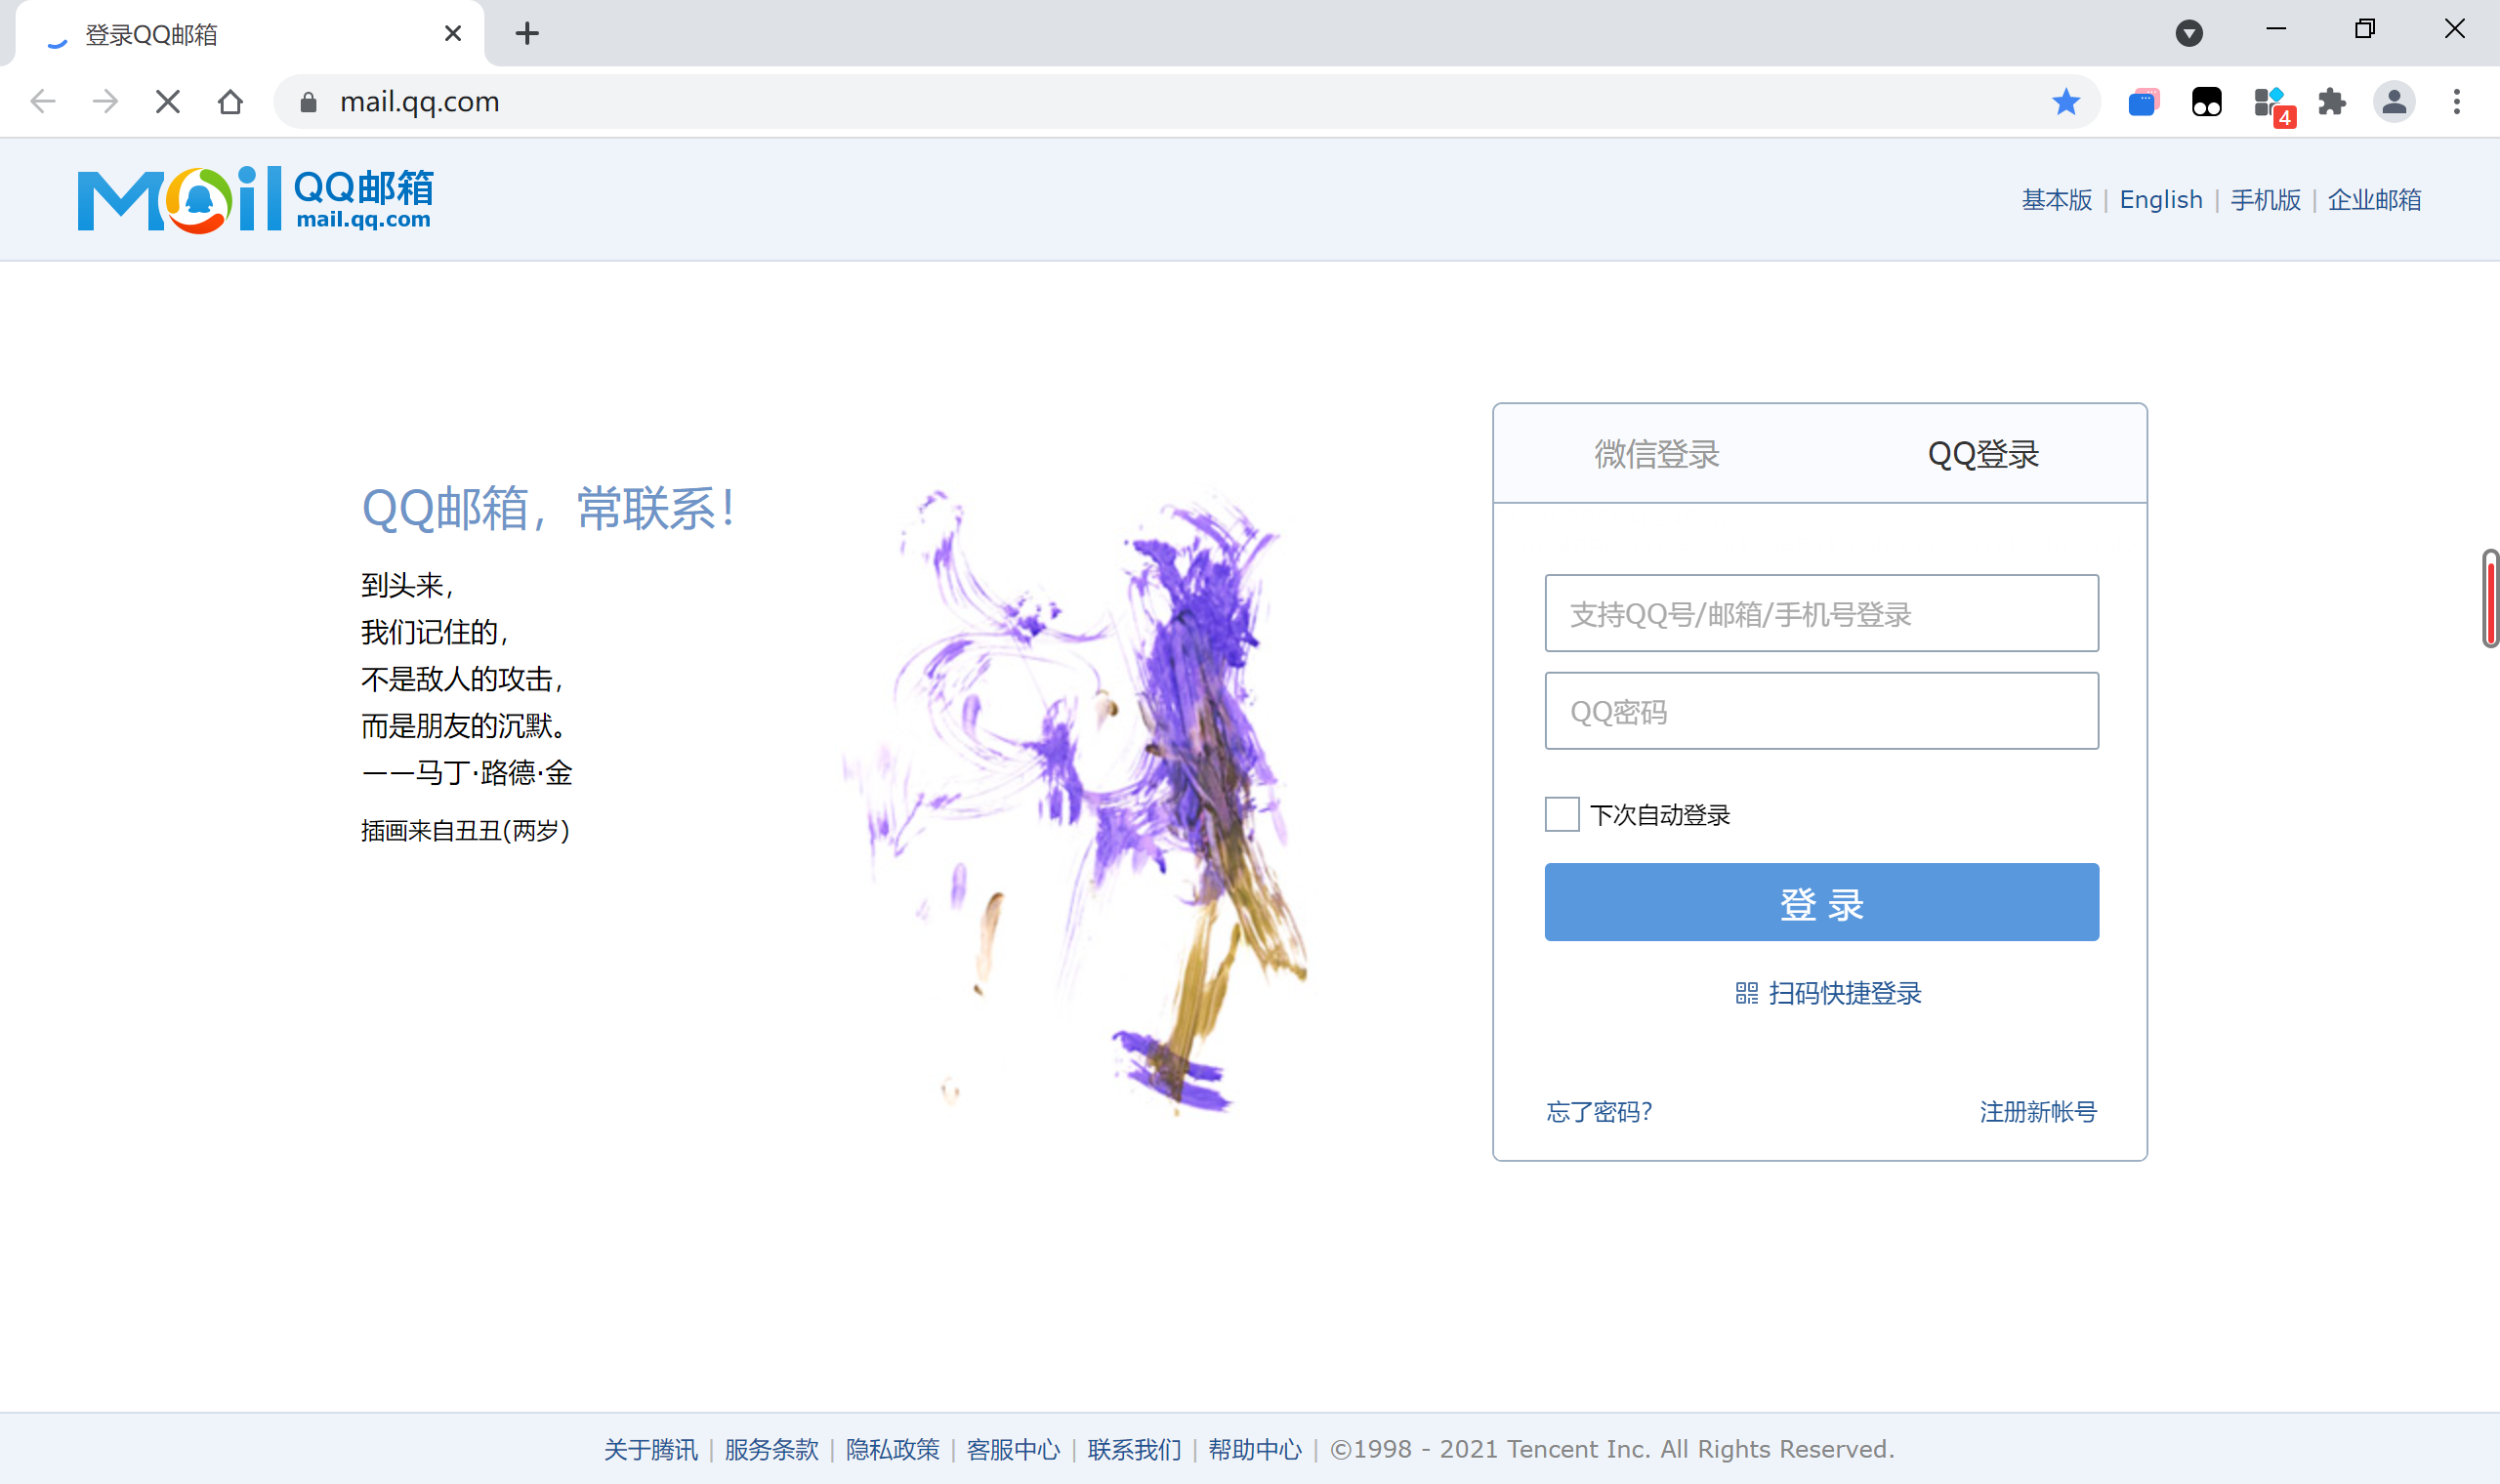 登录QQ邮箱
mail.qq.com
4
Mail QQ邮箱
mail.qq.com
基本版 | English | 手机版 | 企业邮箱
微信登录 QQ登录
QQ邮箱，常联系！
到头来，
我们记住的，
不是敌人的攻击，
而是朋友的沉默。
——马丁·路德·金
插画来自丑丑(两岁)
支持QQ号/邮箱/手机号登录
QQ密码
下次自动登录
登 录
扫码快捷登录
忘了密码？ 注册新帐号
关于腾讯 | 服务条款 | 隐私政策 | 客服中心 | 联系我们 | 帮助中心 | ©1998 - 2021 Tencent Inc. All Rights Reserved.